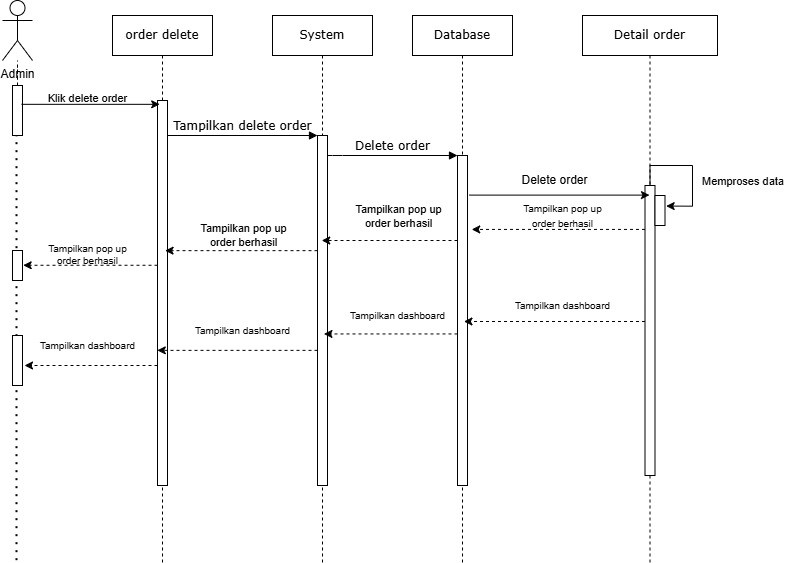 order delete
System
Database
Detail order
Admin
Klik delete order
Tampilkan delete order
Delete order
Delete order
Memproses data
Tampilkan pop up
order berhasil
Tampilkan pop up
order berhasil
Tampilkan pop up
order berhasil
Tampilkan pop up
order berhasil
Tampilkan dashboard
Tampilkan dashboard
Tampilkan dashboard
Tampilkan dashboard